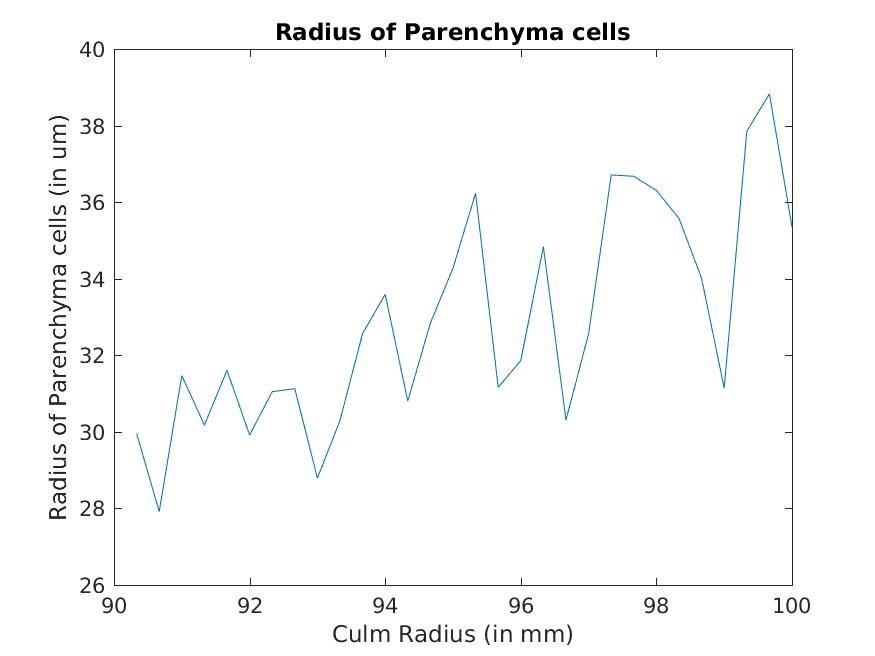 Radius of Parenchyma cells
40
38
36
34
32
30
28
26
Radius of Parenchyma cells (in um)
90 92 94 96 98 100
Culm Radius (in mm)